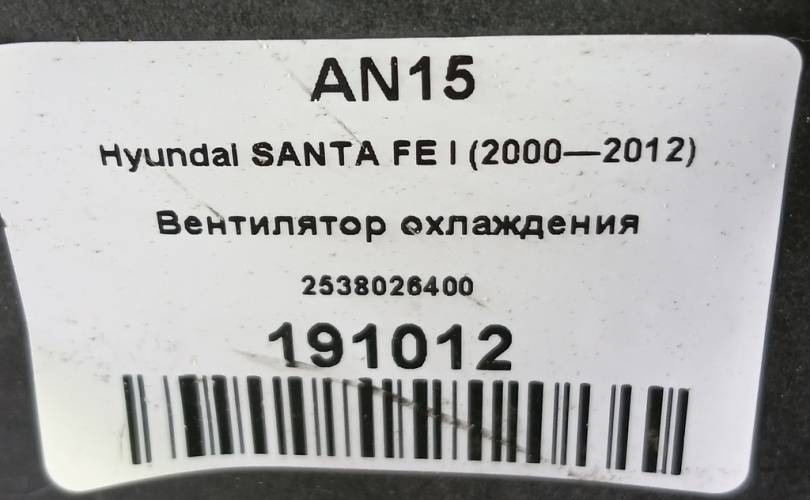 AN15
Hyundai SANTA FE I (2000—2012)
Вентилятор охлаждения
2538026400
191012